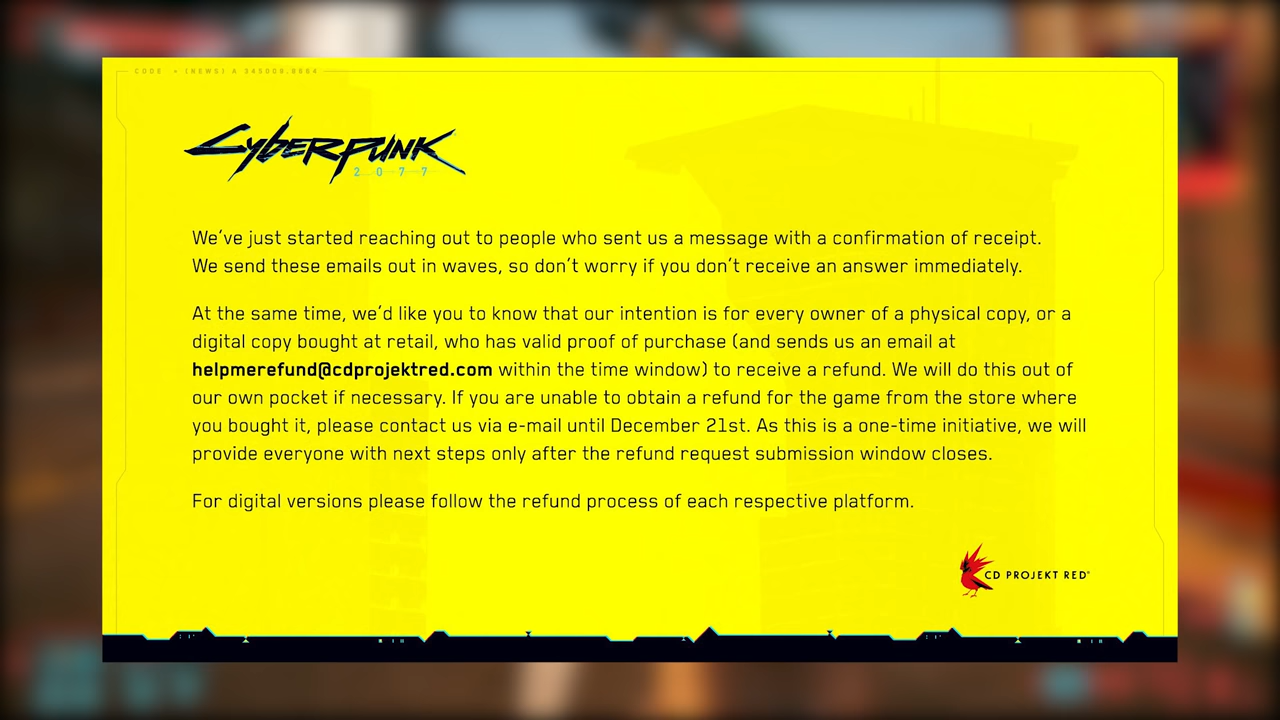 CODE > [NEWS] A 345008.8664
CYBERPUNK
2077
We've just started reaching out to people who sent us a message with a confirmation of receipt.
We send these emails out in waves, so don't worry if you don't receive an answer immediately.
At the same time, we'd like you to know that our intention is for every owner of a physical copy, or a
digital copy bought at retail, who has valid proof of purchase (and sends us an email at
helpmerefund@cdprojektred.com within the time window) to receive a refund. We will do this out of
our own pocket if necessary. If you are unable to obtain a refund for the game from the store where
you bought it, please contact us via e-mail until December 21st. As this is a one-time initiative, we will
provide everyone with next steps only after the refund request submission window closes.
For digital versions please follow the refund process of each respective platform.
CD PROJEKT RED®